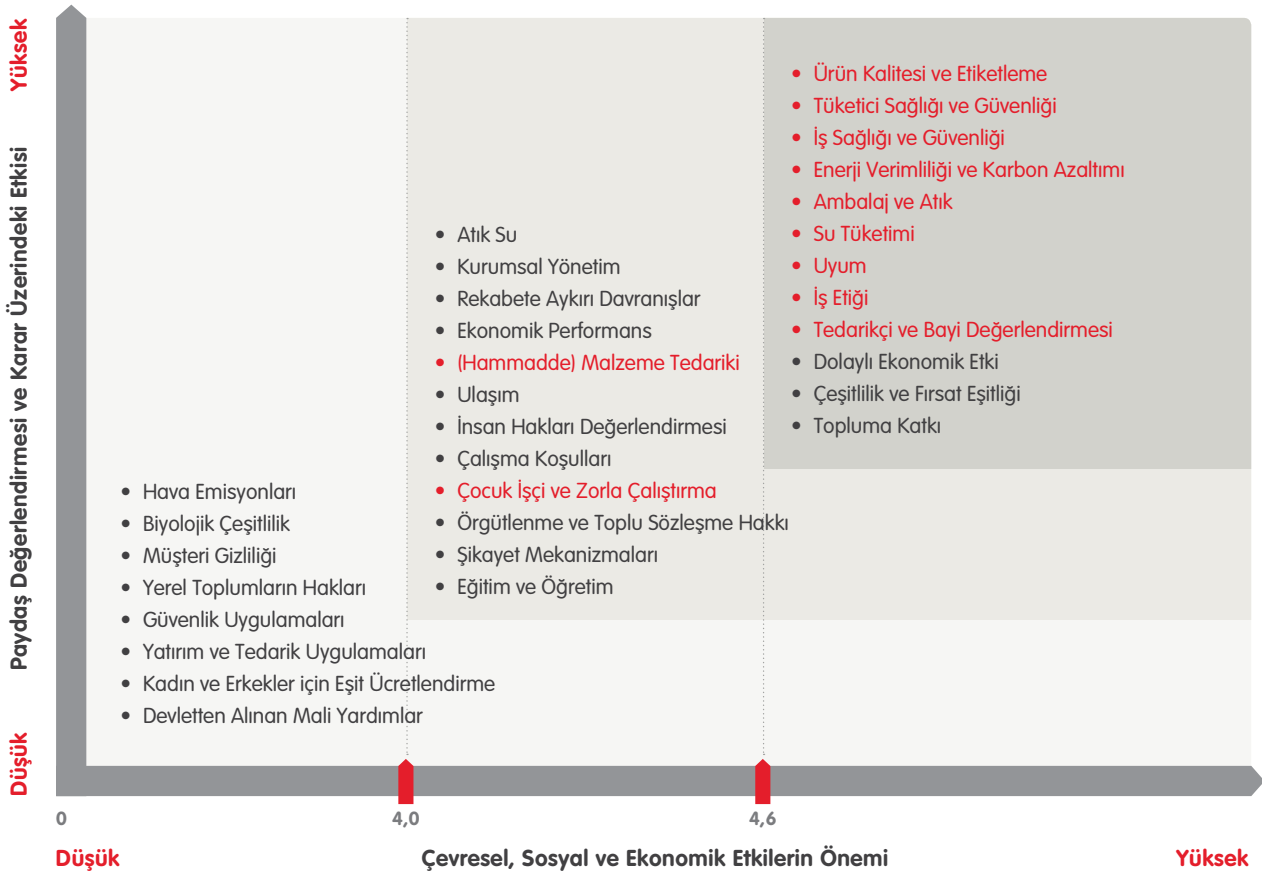 Yüksek
Paydaş Değerlendirmesi ve Karar Üzerindeki Etkisi
Düşük
• Ürün Kalitesi ve Etiketleme
• Tüketici Sağlığı ve Güvenliği
• İş Sağlığı ve Güvenliği
• Enerji Verimliliği ve Karbon Azaltımı
• Ambalaj ve Atık
• Su Tüketimi
• Uyum
• İş Etiği
• Tedarikçi ve Bayi Değerlendirmesi
• Dolaylı Ekonomik Etki
• Çeşitlilik ve Fırsat Eşitliği
• Topluma Katkı
• Atık Su
• Kurumsal Yönetim
• Rekabete Aykırı Davranışlar
• Ekonomik Performans
• (Hammadde) Malzeme Tedariki
• Ulaşım
• İnsan Hakları Değerlendirmesi
• Çalışma Koşulları
• Çocuk İşçi ve Zorla Çalıştırma
• Örgütlenme ve Toplu Sözleşme Hakkı
• Şikayet Mekanizmaları
• Eğitim ve Öğretim
• Hava Emisyonları
• Biyolojik Çeşitlilik
• Müşteri Gizliliği
• Yerel Toplumların Hakları
• Güvenlik Uygulamaları
• Yatırım ve Tedarik Uygulamaları
• Kadın ve Erkekler için Eşit Ücretlendirme
• Devletten Alınan Mali Yardımlar
0
4,0
4,6
Düşük
Çevresel, Sosyal ve Ekonomik Etkilerin Önemi
Yüksek